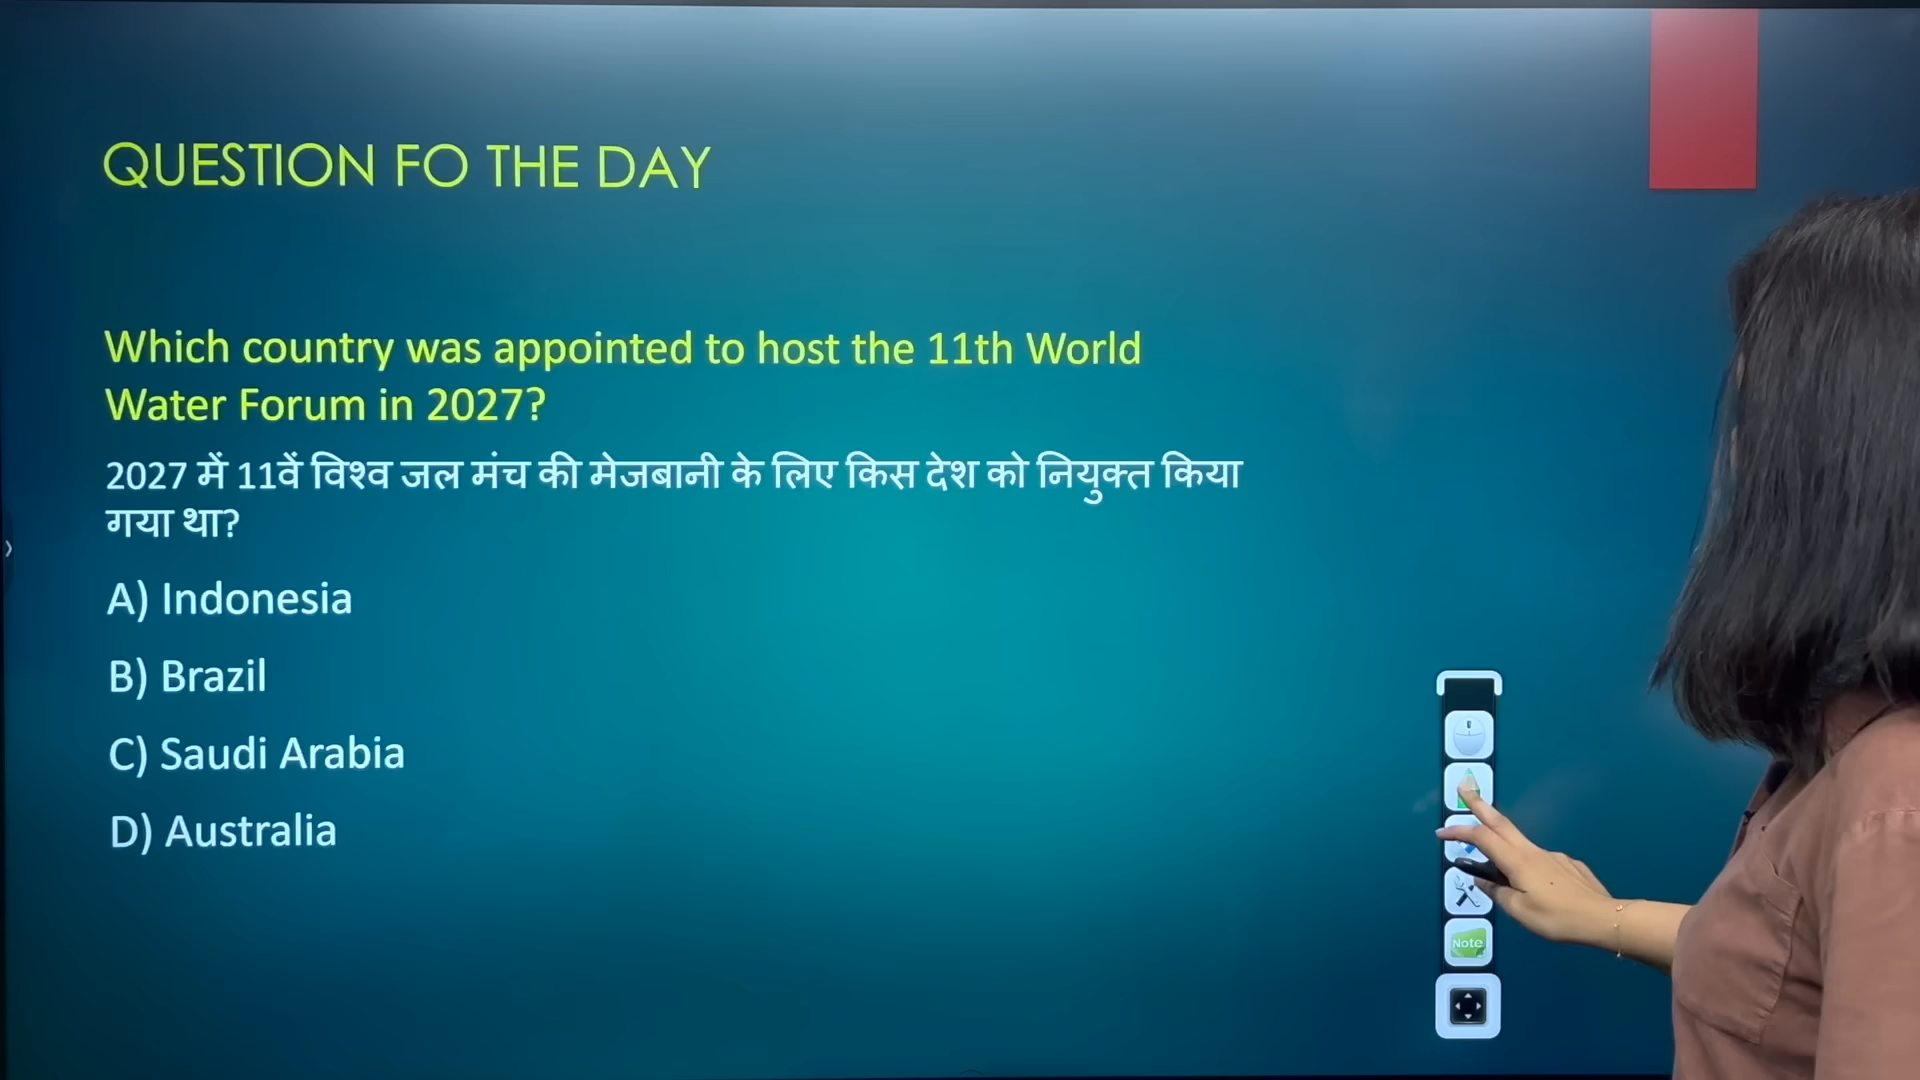 QUESTION FO THE DAY
Which country was appointed to host the 11th World
Water Forum in 2027?
2027 में 11वें विश्व जल मंच की मेजबानी के लिए किस देश को नियुक्त किया
गया था?
A) Indonesia
B) Brazil
C) Saudi Arabia
D) Australia
Note